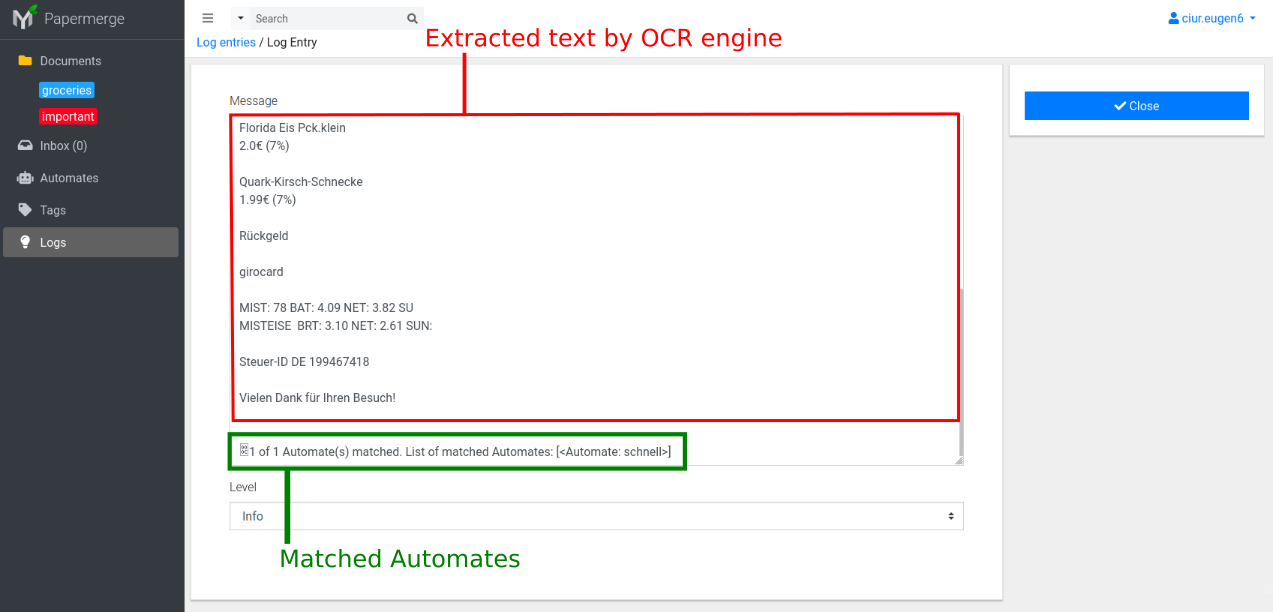 Papermerge
Documents
groceries
important
Inbox (0)
Automates
Tags
Logs
Search
ciur.eugen6
Log entries / Log Entry
Extracted text by OCR engine
Message
Florida Eis Pck.klein
2.0€ (7%)
Quark-Kirsch-Schnecke
1.99€ (7%)
Rückgeld
girocard
MIST: 78 BAT: 4.09 NET: 3.82 SU
MISTEISE BRT: 3.10 NET: 2.61 SUN:
Steuer-ID DE 199467418
Vielen Dank für Ihren Besuch!
1 of 1 Automate(s) matched. List of matched Automates: [<Automate: schnell>]
Level
Info
Matched Automates
Close